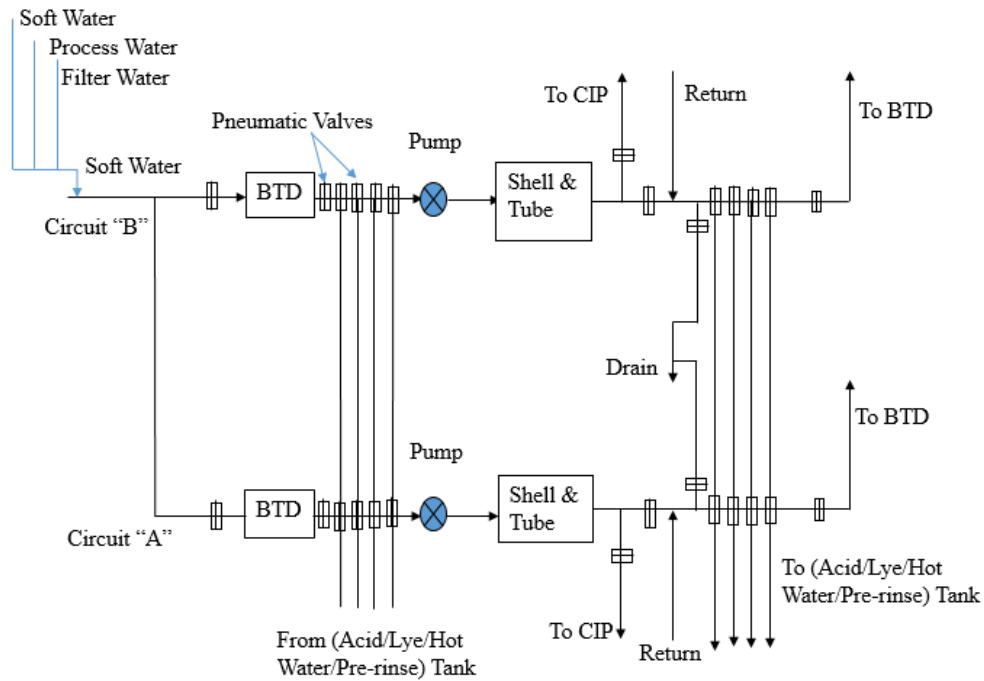 Soft Water
Process Water
Filter Water
Soft Water
Circuit “B”
Pneumatic Valves
BTD
Pump
Shell &
Tube
To CIP
Return
To BTD
Drain
Circuit “A”
BTD
Pump
Shell &
Tube
To BTD
From (Acid/Lye/Hot
Water/Pre-rinse) Tank
To CIP
Return
To (Acid/Lye/Hot
Water/Pre-rinse) Tank